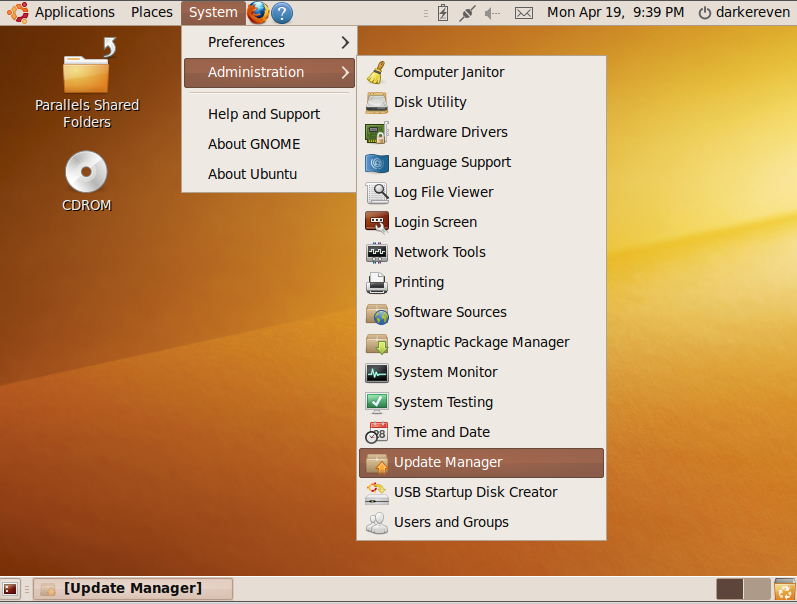 Applications Places System ? Mon Apr 19, 9:39 PM darkereven
Preferences
Administration
Help and Support
About GNOME
About Ubuntu
Computer Janitor
Disk Utility
Hardware Drivers
Language Support
Log File Viewer
Login Screen
Network Tools
Printing
Software Sources
Synaptic Package Manager
System Monitor
System Testing
Time and Date
28
Update Manager
USB Startup Disk Creator
Users and Groups
Parallels Shared
Folders
CDROM
[Update Manager]